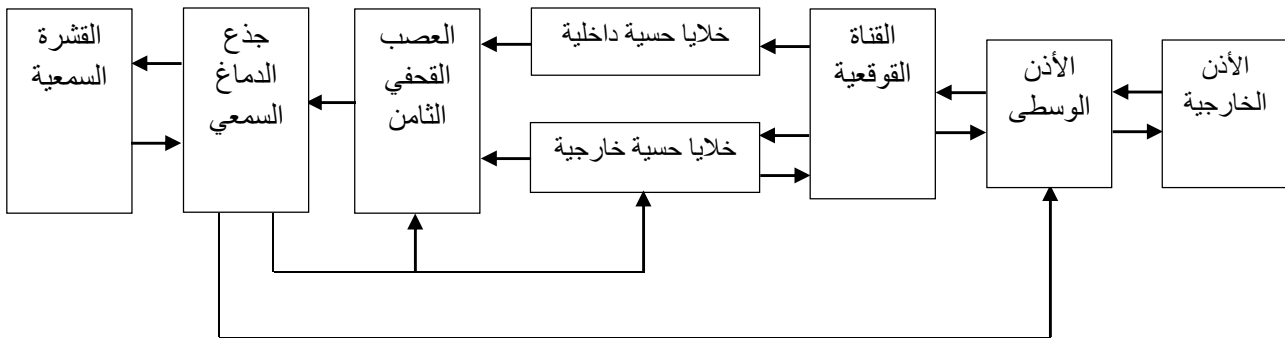 الأذن
الخارجية
الأذن
الوسطى
القناة
القوقعية
خلايا حسية داخلية
خلايا حسية خارجية
العصب
القحفي
الثامن
جذع
الدماغ
السمعي
القشرة
السمعية